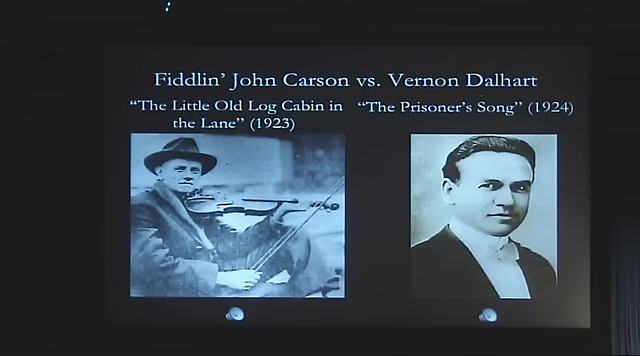 Fiddlin' John Carson vs. Vernon Dalhart
"The Little Old Log Cabin in
the Lane" (1923)
"The Prisoner's Song" (1924)